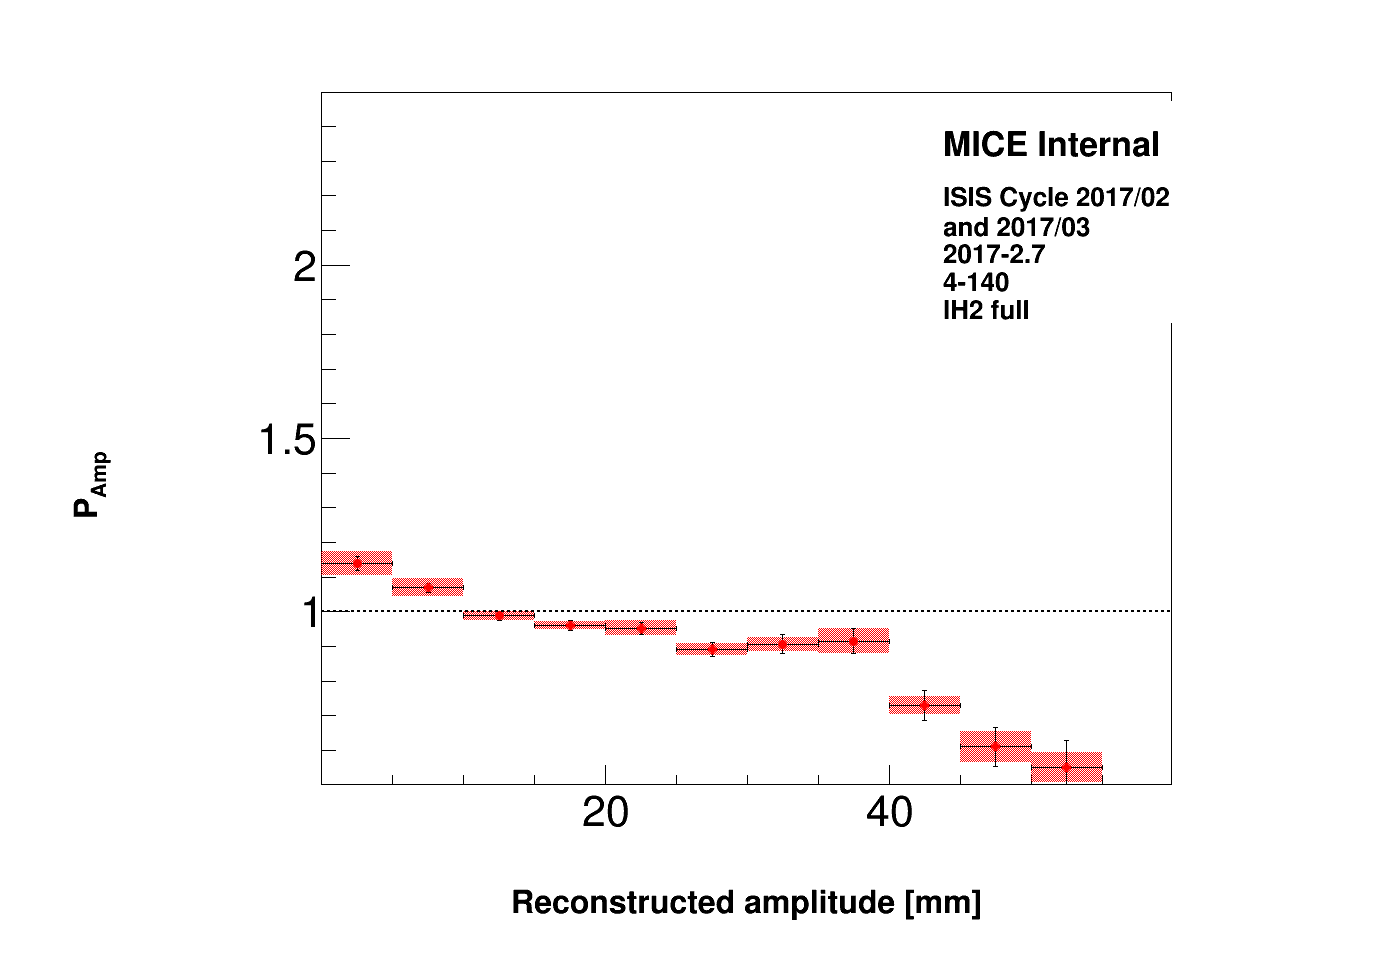 MICE Internal
ISIS Cycle 2017/02
and 2017/03
2017-2.7
4-140
lH2 full
2
1.5
1
P_Amp
20 40
Reconstructed amplitude [mm]